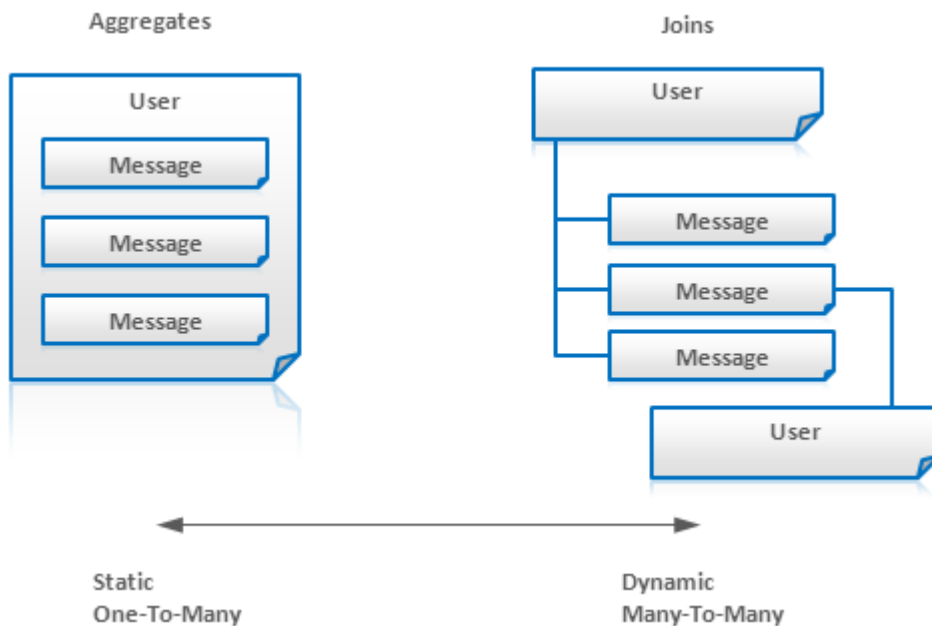 Aggregates
User
Message
Message
Message
Static
One-To-Many
Joins
User
Message
Message
Message
User
Dynamic
Many-To-Many